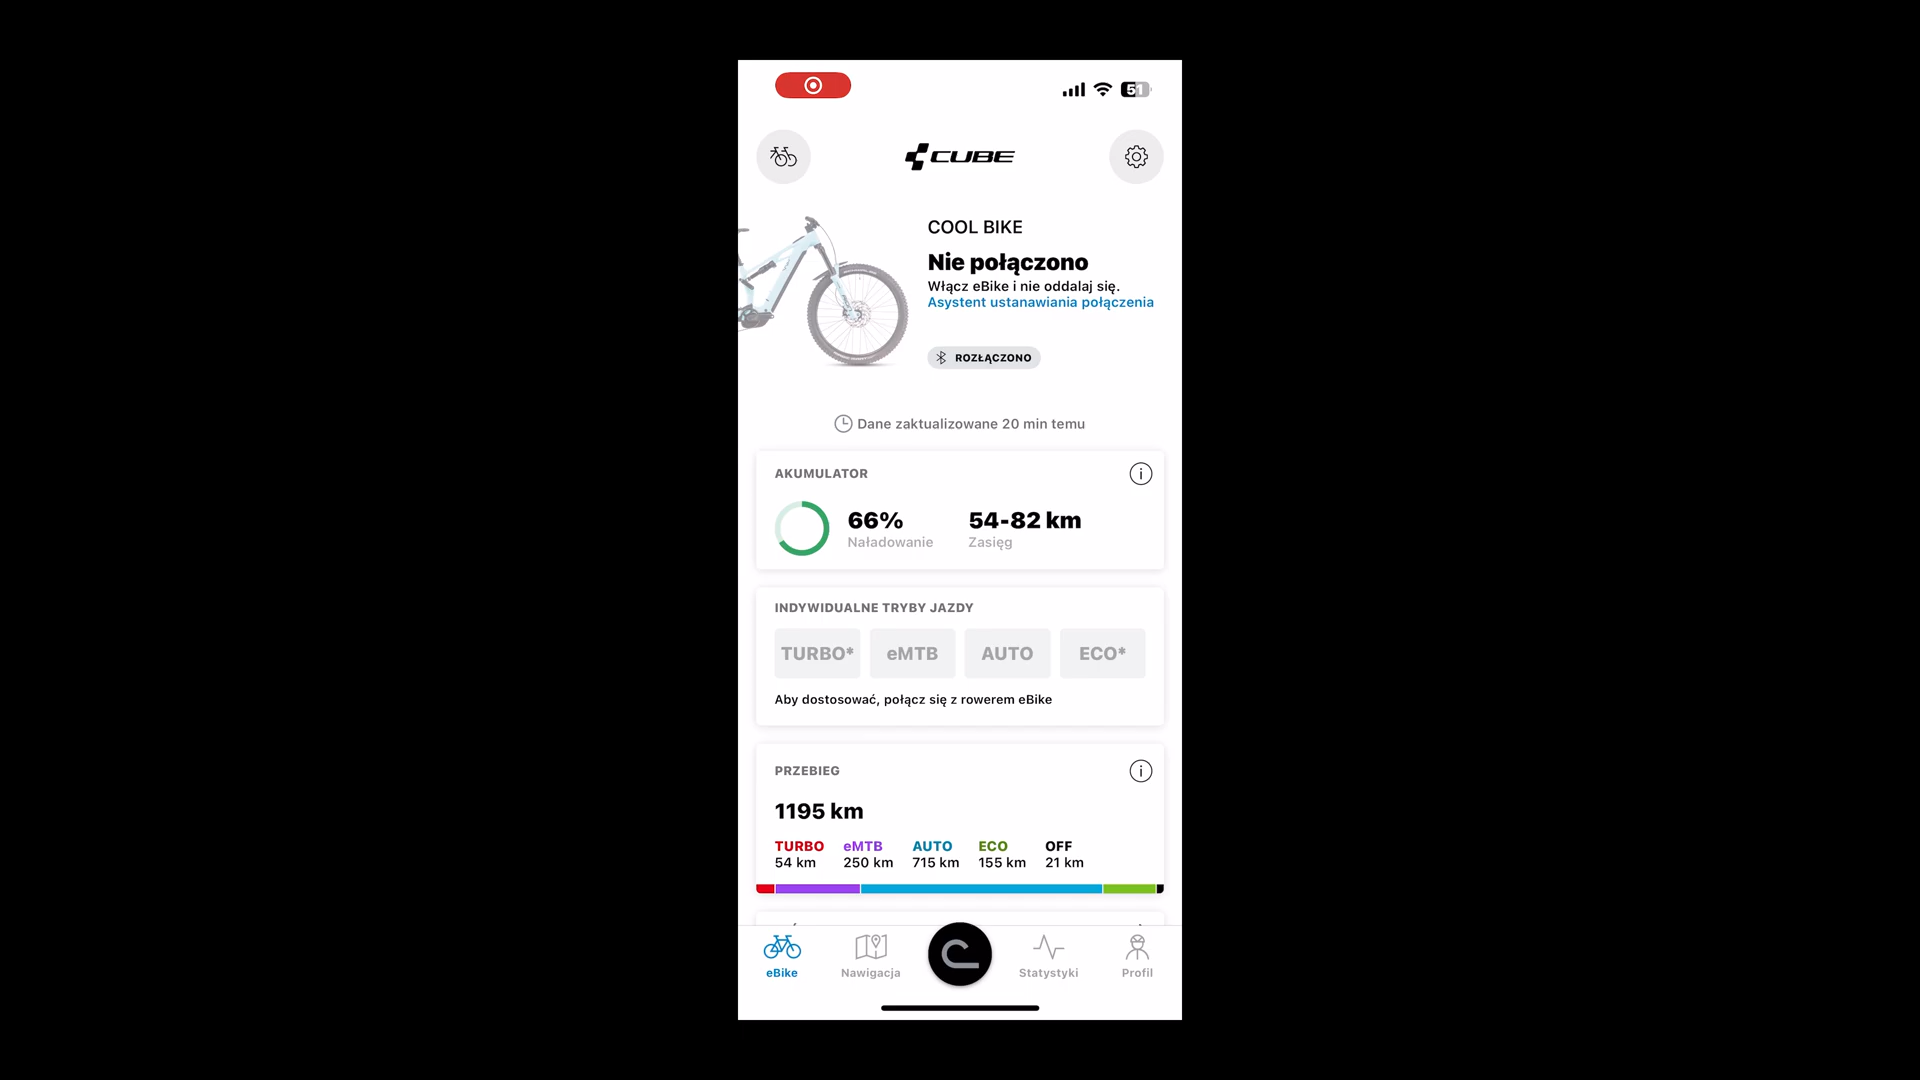 51
CUBE
COOL BIKE
Nie połączono
Włącz eBike i nie oddalaj się.
Asystent ustanawiania połączenia
ROZŁĄCZONO
Dane zaktualizowane 20 min temu
AKUMULATOR
66% 54-82 km
Naładowanie Zasięg
INDYWIDUALNE TRYBY JAZDY
TURBO* eMTB AUTO ECO*
Aby dostosować, połącz się z rowerem eBike
PRZEBIEG
1195 km
TURBO eMTB AUTO ECO OFF
54 km 250 km 715 km 155 km 21 km
eBike Nawigacja Statystyki Profil